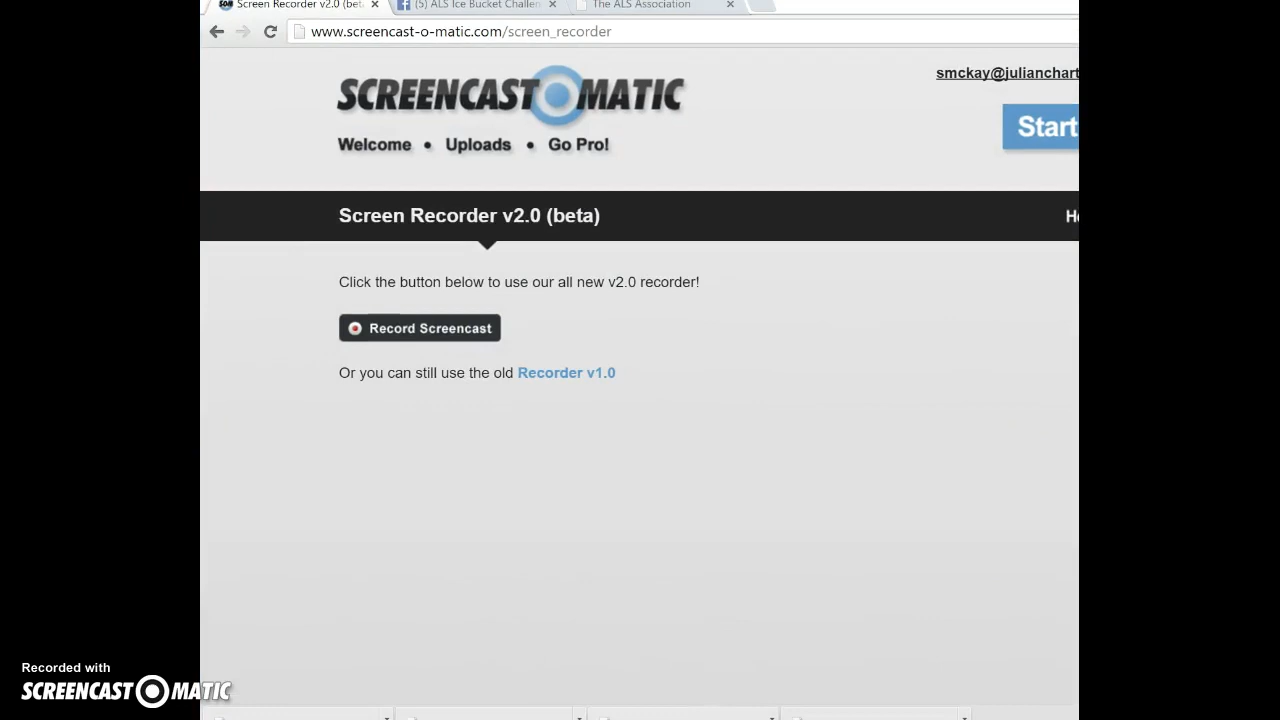 Screen Recorder v2.0 (bet
(5) ALS Ice Bucket Challen
The ALS Association
www.screencast-o-matic.com/screen_recorder
SCREENCAST MATIC
smckay@julianchart
Start
Welcome • Uploads • Go Pro!
Screen Recorder v2.0 (beta)
He
Click the button below to use our all new v2.0 recorder!
Record Screencast
Or you can still use the old Recorder v1.0
Recorded with
SCREENCAST MATIC